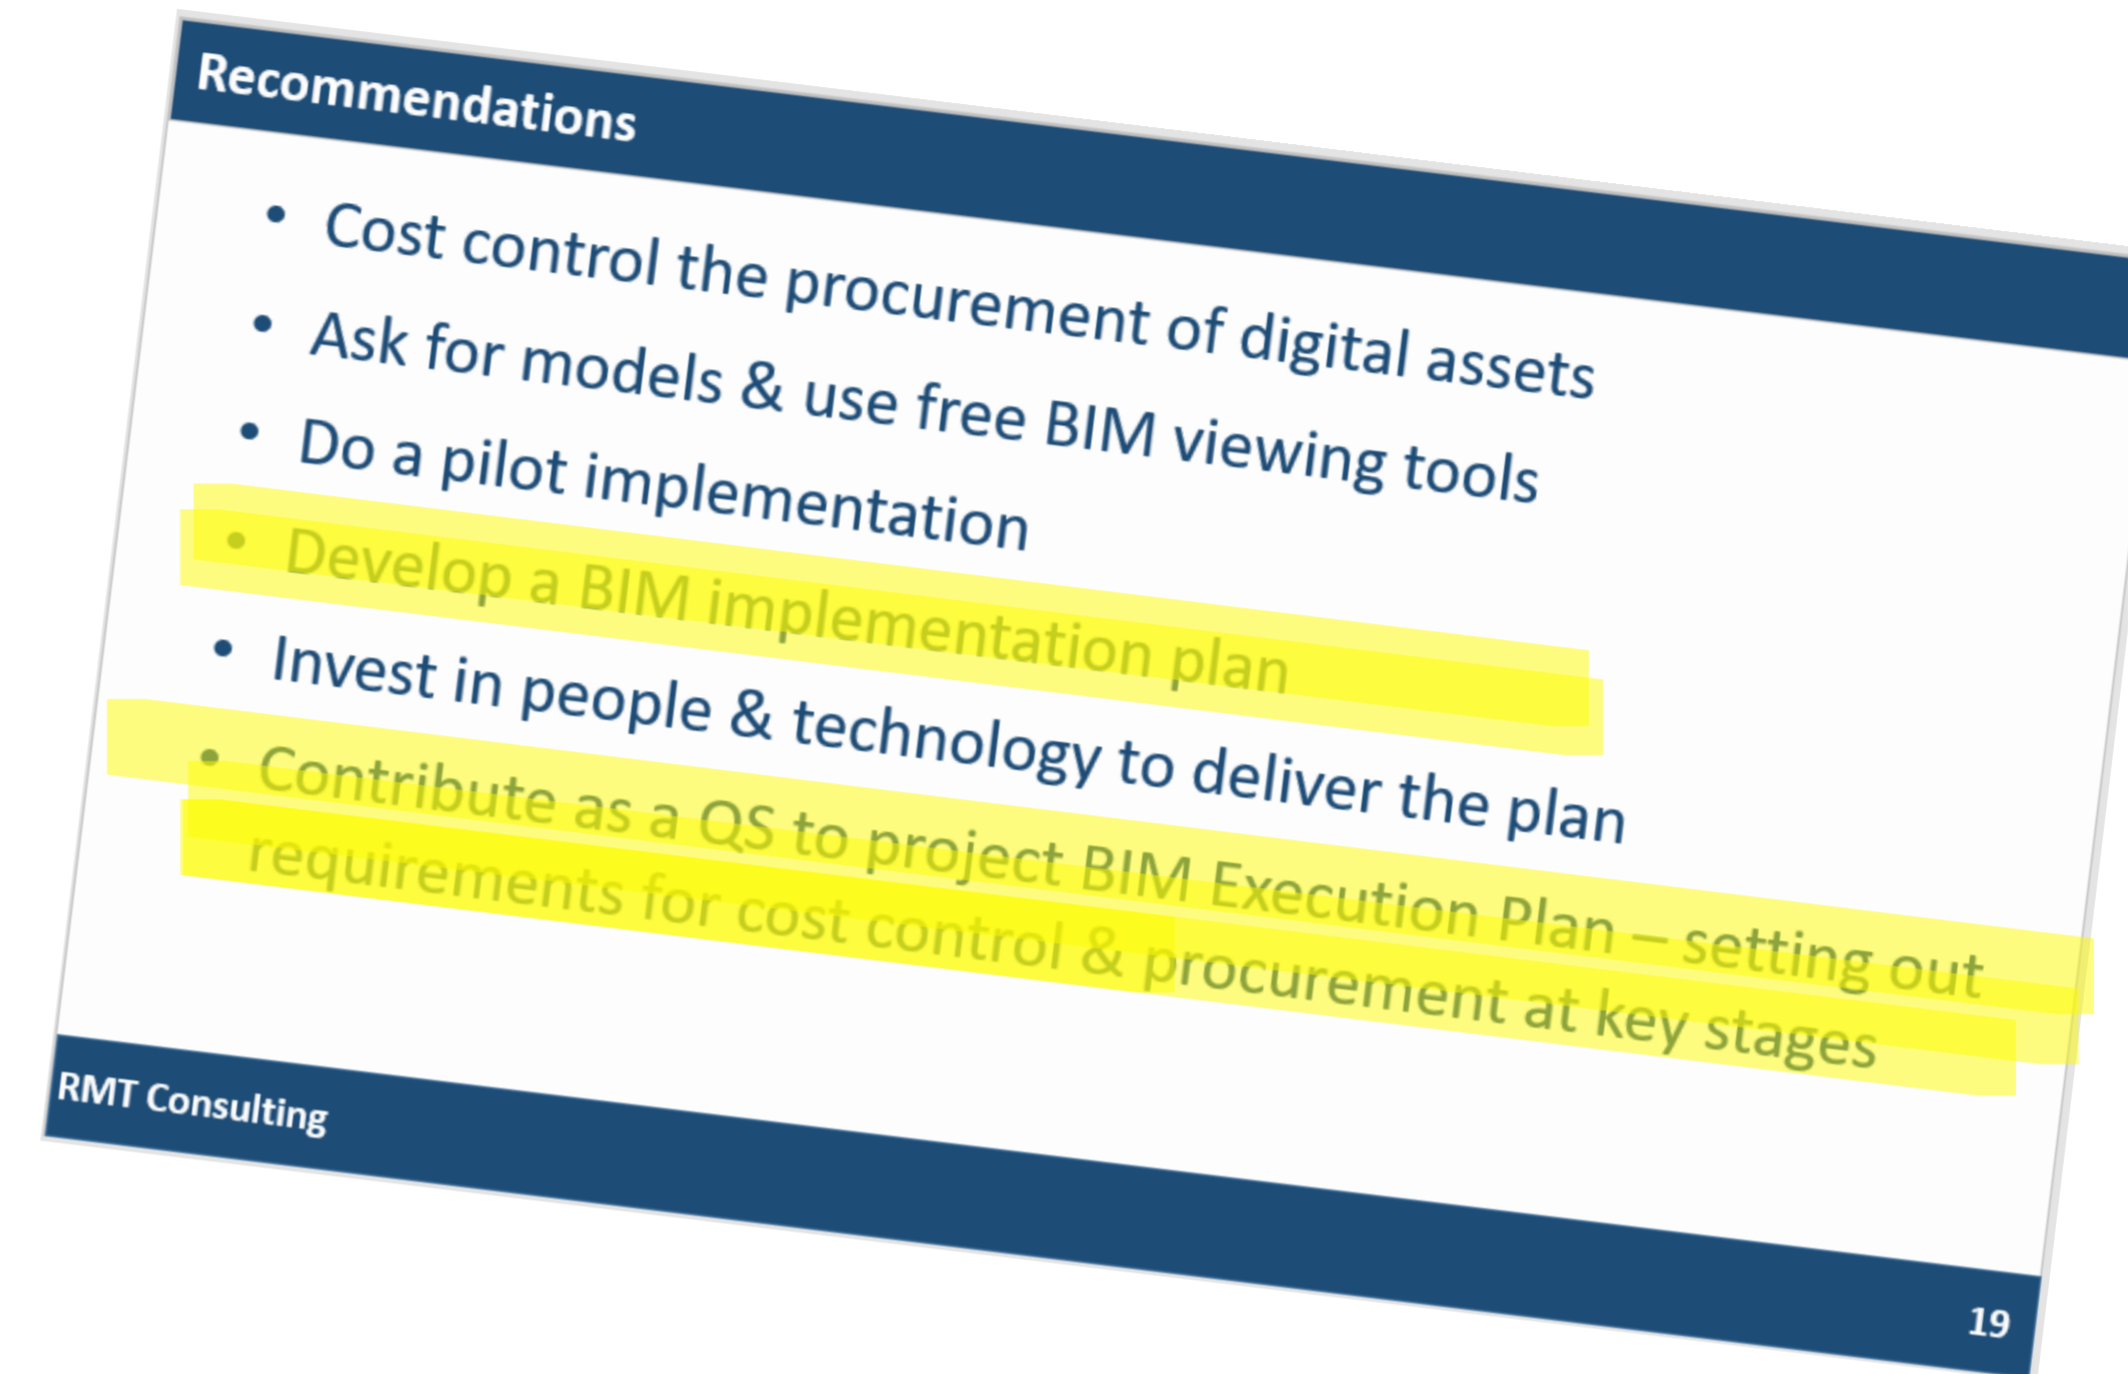 Recommendations
• Cost control the procurement of digital assets
• Ask for models & use free BIM viewing tools
• Do a pilot implementation
• Develop a BIM implementation plan
• Invest in people & technology to deliver the plan
• Contribute as a QS to project BIM Execution Plan – setting out
requirements for cost control & procurement at key stages
RMT Consulting
19